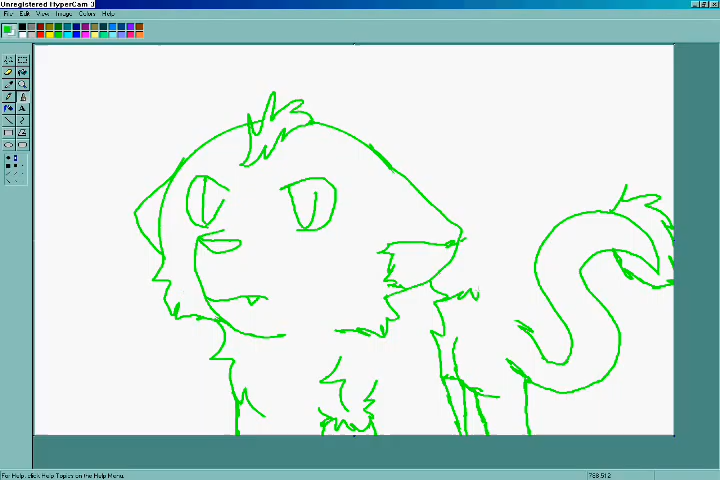 Unregistered HyperCam 3
File Edit View Image Colors Help
A
For Help, click Help Topics on the Help Menu.
788,512